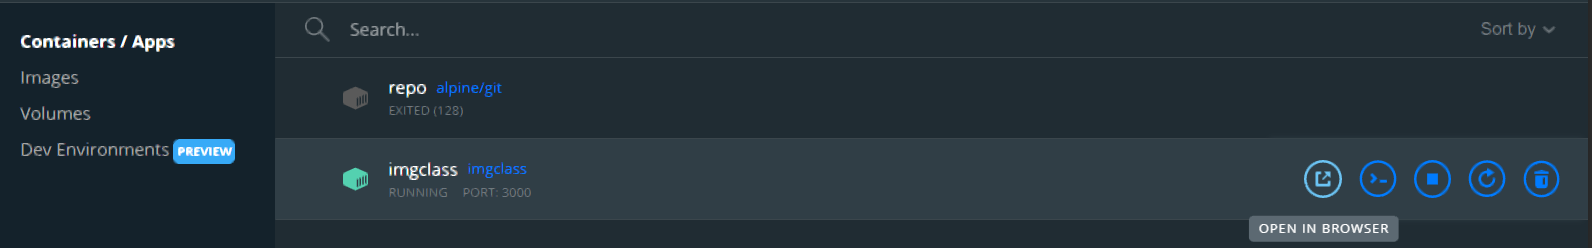 Containers / Apps
Images
Volumes
Dev Environments PREVIEW
Search...
Sort by
repo alpine/git
EXITED (128)
imgclass imgclass
RUNNING PORT: 3000
OPEN IN BROWSER